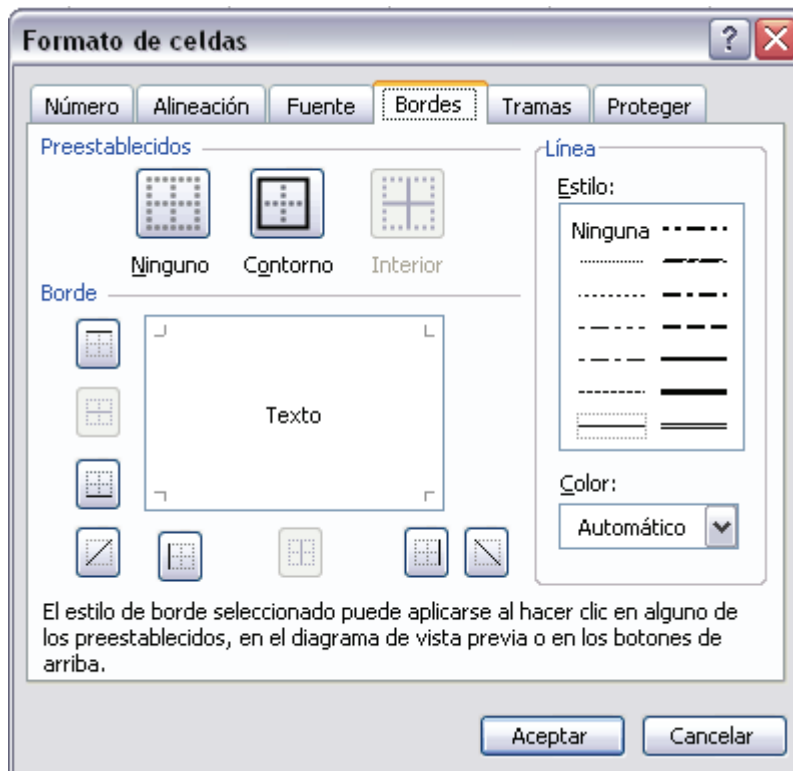 Formato de celdas
Número Alineación Fuente Bordes Tramas Proteger
Preestablecidos
Ninguno Contorno Interior
Borde
Texto
Línea
Estilo:
Ninguna
Color:
Automático
El estilo de borde seleccionado puede aplicarse al hacer clic en alguno de
los preestablecidos, en el diagrama de vista previa o en los botones de
arriba.
Aceptar Cancelar